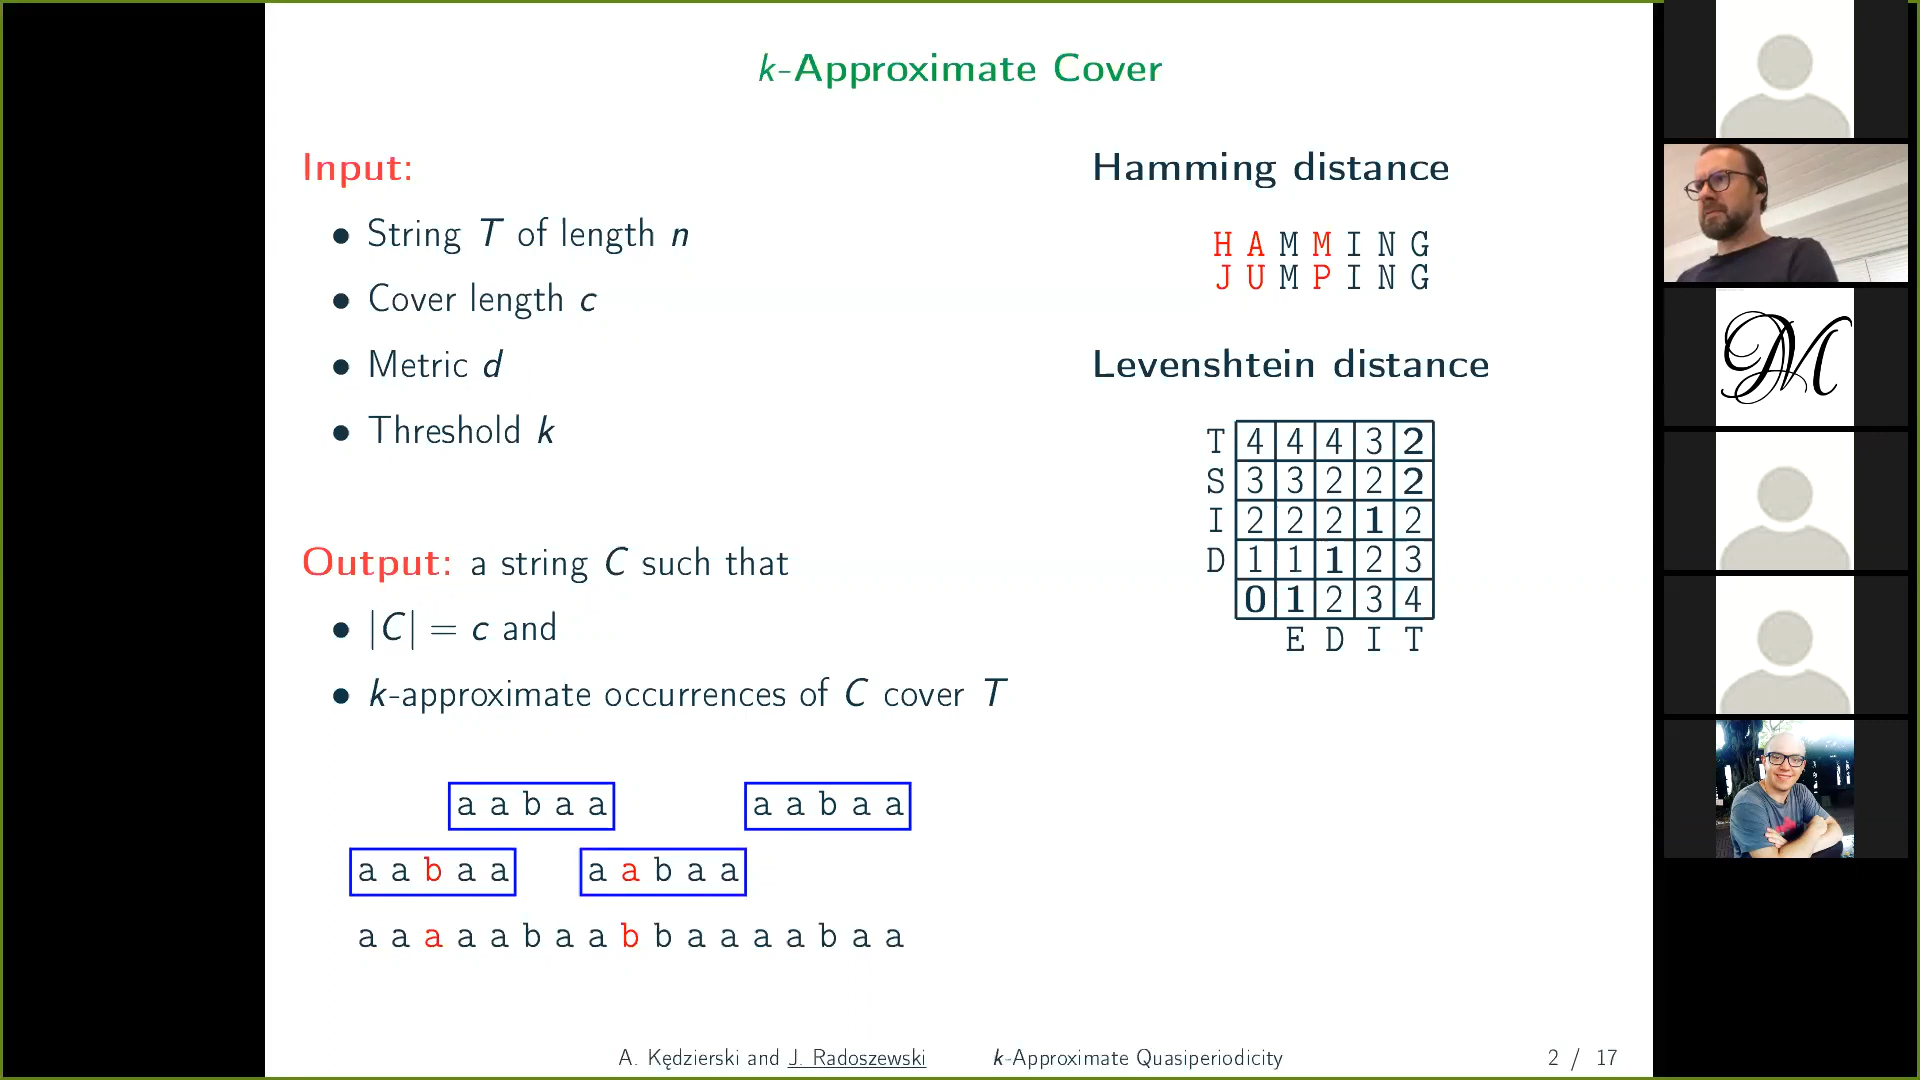 k-Approximate Cover
Input:
• String T of length n
• Cover length c
• Metric d
• Threshold k
Output: a string C such that
• |C| = c and
• k-approximate occurrences of C cover T
a a b a a a a b a a
a a b a a a a b a a
a a a a a b a a b b a a a a b a a
Hamming distance
H A M M I N G
J U M P I N G
Levenshtein distance
T 4 4 4 3 2
S 3 3 2 2 2
I 2 2 2 1 2
D 1 1 1 2 3
0 1 2 3 4
E D I T
M
A. Kędzierski and J. Radoszewski k-Approximate Quasiperiodicity 2 / 17